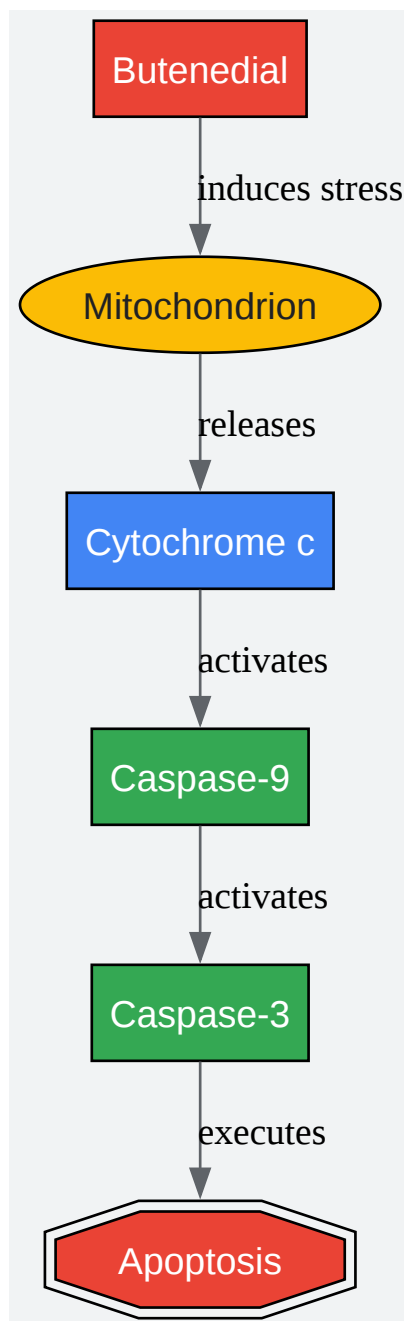 Butenedial
induces stress
Mitochondrion
releases
Cytochrome c
activates
Caspase-9
activates
Caspase-3
executes
Apoptosis